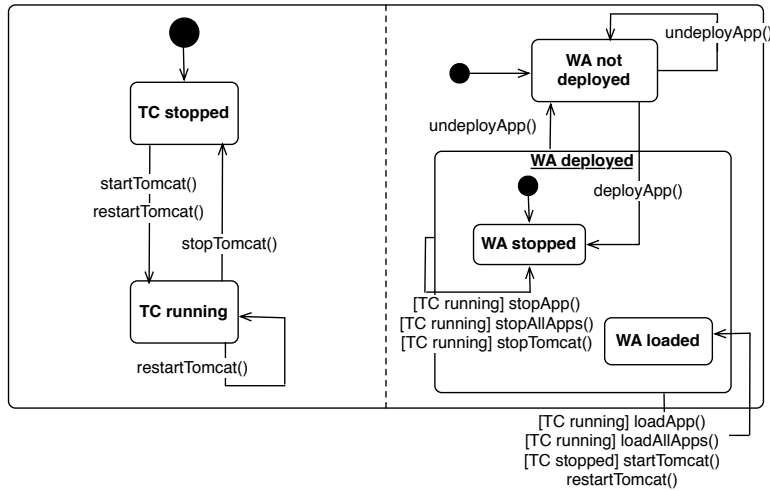 TC stopped
startTomcat()
restartTomcat()
stopTomcat()
TC running
restartTomcat()
undeployApp()
WA not
deployed
undeployApp()
WA deployed
deployApp()
WA stopped
[TC running] stopApp()
[TC running] stopAllApps()
[TC running] stopTomcat()
WA loaded
[TC running] loadApp()
[TC running] loadAllApps()
[TC stopped] startTomcat()
restartTomcat()